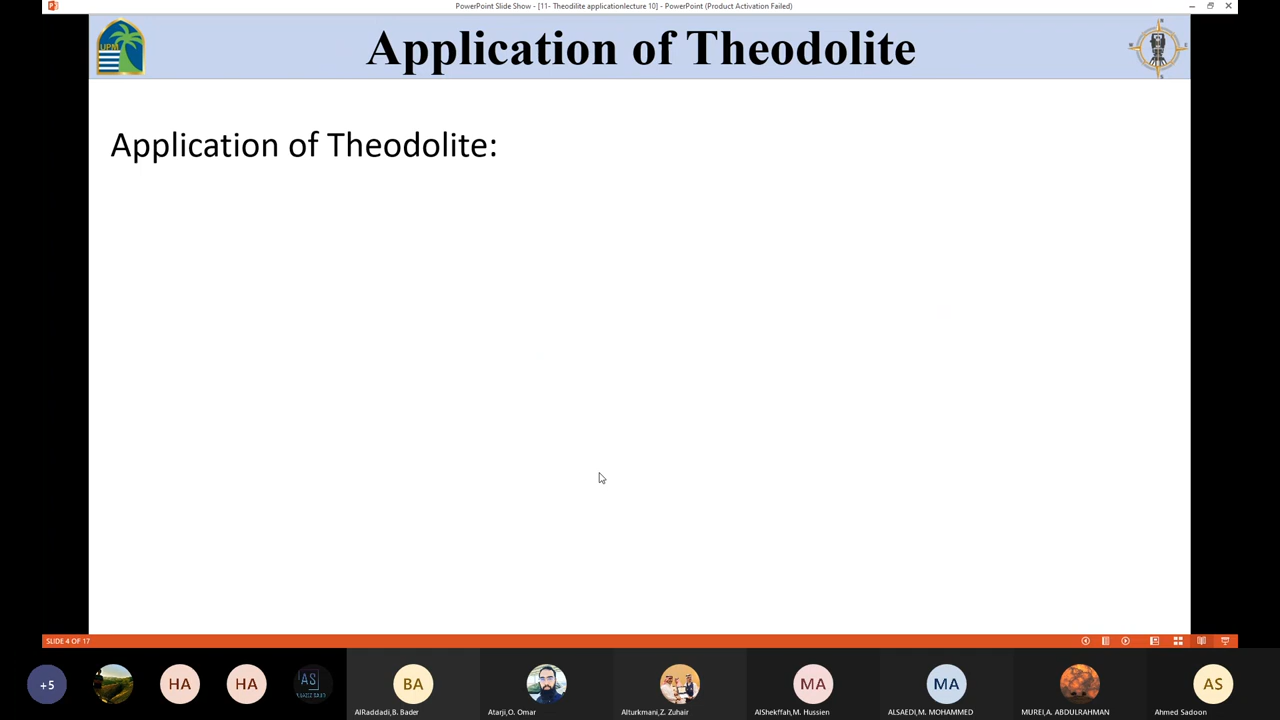 PowerPoint Slide Show - [11- Theodilite applicationlecture 10] - PowerPoint (Product Activation Failed)
UPM
Application of Theodolite
Application of Theodolite:
SLIDE 4 OF 17
+5
HA
HA
AS
BA
MA
MA
AS
AlRaddadi,B. Bader
Atarji,O. Omar
Alturkmani,Z. Zuhair
AlShekffah,M. Hussien
ALSAEDI,M. MOHAMMED
MUREI,A. ABDULRAHMAN
Ahmed Sadoon